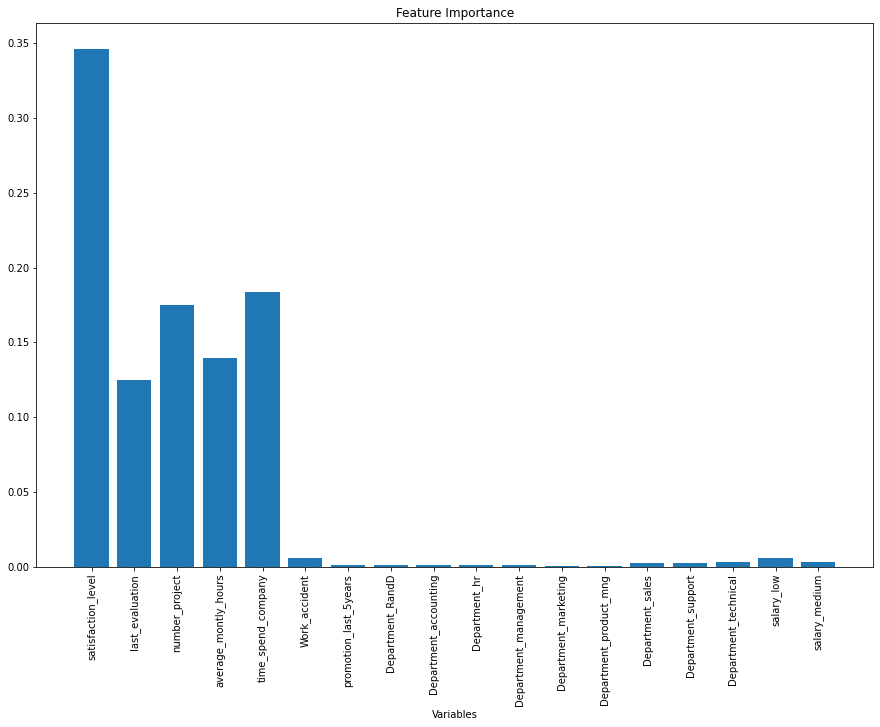 Feature Importance
0.35
0.30
0.25
0.20
0.15
0.10
0.05
0.00
satisfaction_level
last_evaluation
number_project
average_montly_hours
time_spend_company
Work_accident
promotion_last_5years
Department_RandD
Department_accounting
Department_hr
Department_management
Department_marketing
Department_product_mng
Department_sales
Department_support
Department_technical
salary_low
salary_medium
Variables